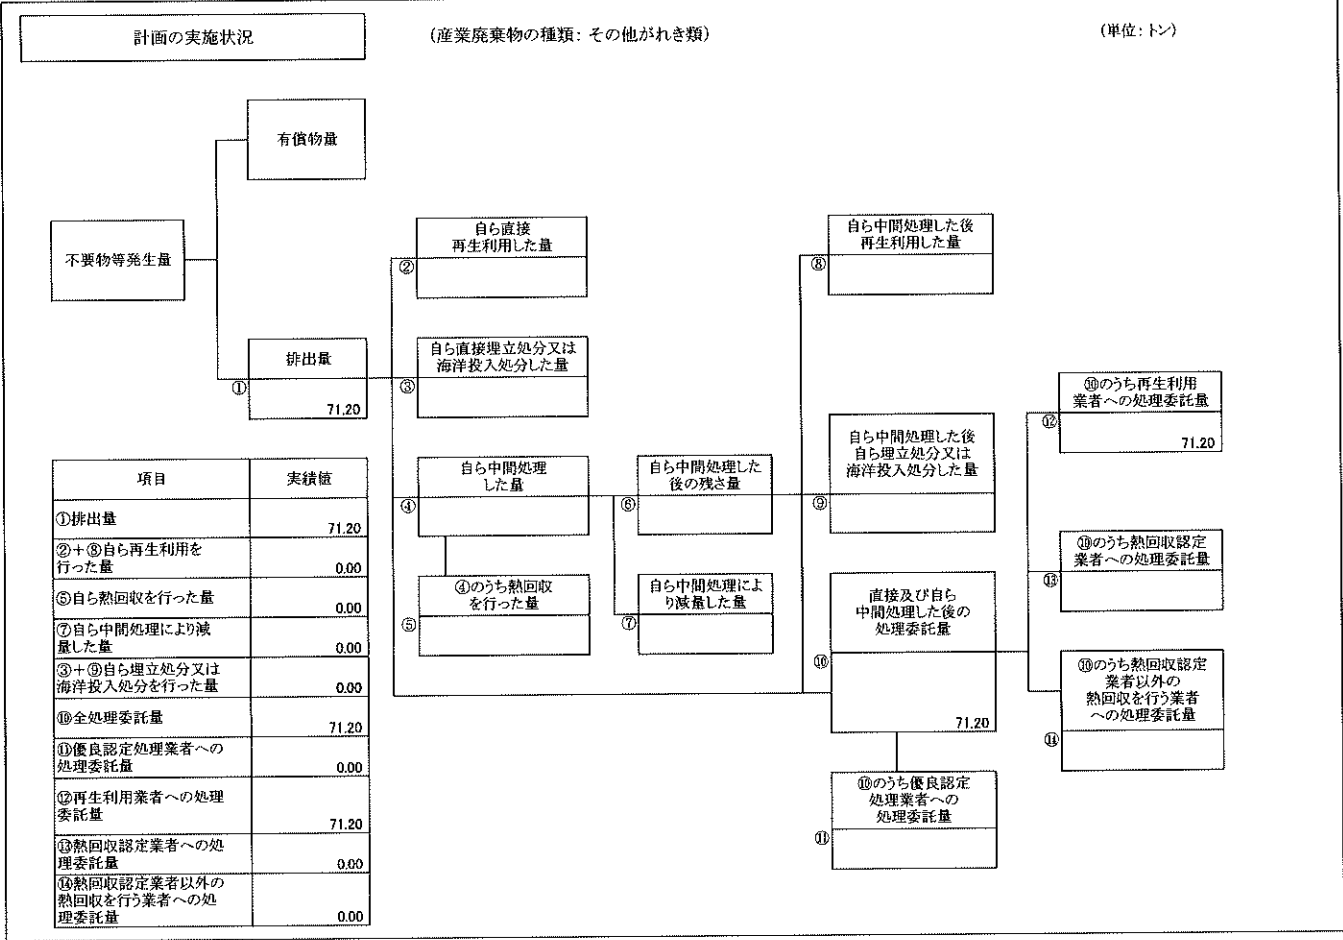 計画の実施状況
(産業廃棄物の種類: その他がれき類)
(単位:トン)
有償物量
不要物等発生量
排出量
①
71.20
自ら直接
再生利用した量
②
自ら直接埋立処分又は
海洋投入処分した量
③
自ら中間処理
した量
④
④のうち熱回収
を行った量
⑤
自ら中間処理した
後の残さ量
⑥
自ら中間処理によ
り減量した量
⑦
自ら中間処理した後
再生利用した量
⑧
自ら中間処理した後
自ら埋立処分又は
海洋投入処分した量
⑨
直接及び自ら
中間処理した後の
処理委託量
⑩
71.20
⑩のうち優良認定
処理業者への
処理委託量
⑪
⑩のうち再生利用
業者への処理委託量
⑫
71.20
⑩のうち熱回収認定
業者への処理委託量
⑬
⑩のうち熱回収認定
業者以外の
熱回収を行う業者
への処理委託量
⑭
項目 実績値
①排出量 71.20
②+⑧自ら再生利用を
行った量 0.00
⑤自ら熱回収を行った量 0.00
⑦自ら中間処理により減
量した量 0.00
③+⑨自ら埋立処分又は
海洋投入処分を行った量 0.00
⑩全処理委託量 71.20
⑪優良認定処理業者への
処理委託量 0.00
⑫再生利用業者への処理
委託量 71.20
⑬熱回収認定業者への処
理委託量 0.00
⑭熱回収認定業者以外の
熱回収を行う業者への処
理委託量 0.00